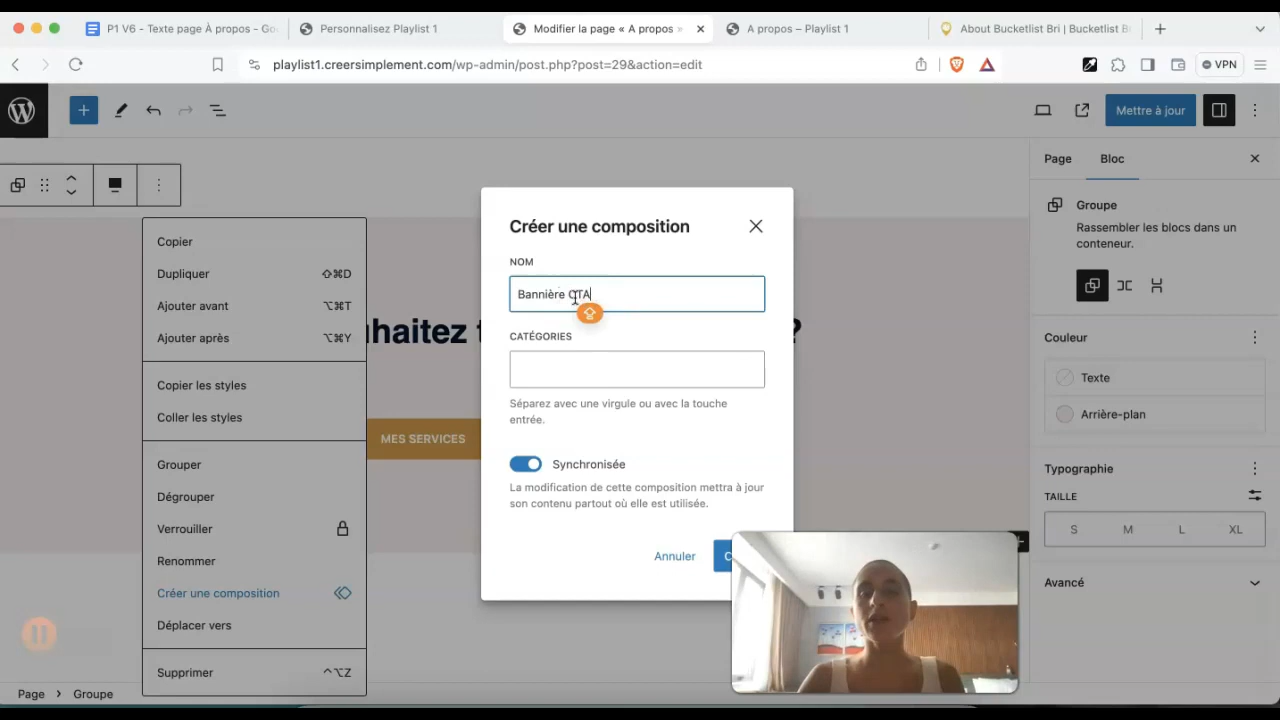 P1 V6 - Texte page À propos - Go
Personnalisez Playlist 1
Modifier la page « A propos »
A propos – Playlist 1
About Bucketlist Bri | Bucketlist B
playlist1.creersimplement.com/wp-admin/post.php?post=29&action=edit
VPN
Mettre à jour
Page
Bloc
Groupe
Rassembler les blocs dans un
conteneur.
Couleur
Texte
Arrière-plan
Typographie
TAILLE
S M L XL
Avancé
Copier
Dupliquer ⇧⌘D
Ajouter avant ⌥⌘T
Ajouter après ⌥⌘Y
Copier les styles
Coller les styles
Grouper
Dégrouper
Verrouiller
Renommer
Créer une composition
Déplacer vers
Supprimer ^⌥Z
uhaitez t
?
MES SERVICES
Créer une composition
NOM
Bannière CTA
CATÉGORIES
Séparez avec une virgule ou avec la touche
entrée.
Synchronisée
La modification de cette composition mettra à jour
son contenu partout où elle est utilisée.
Annuler
C
Page > Groupe